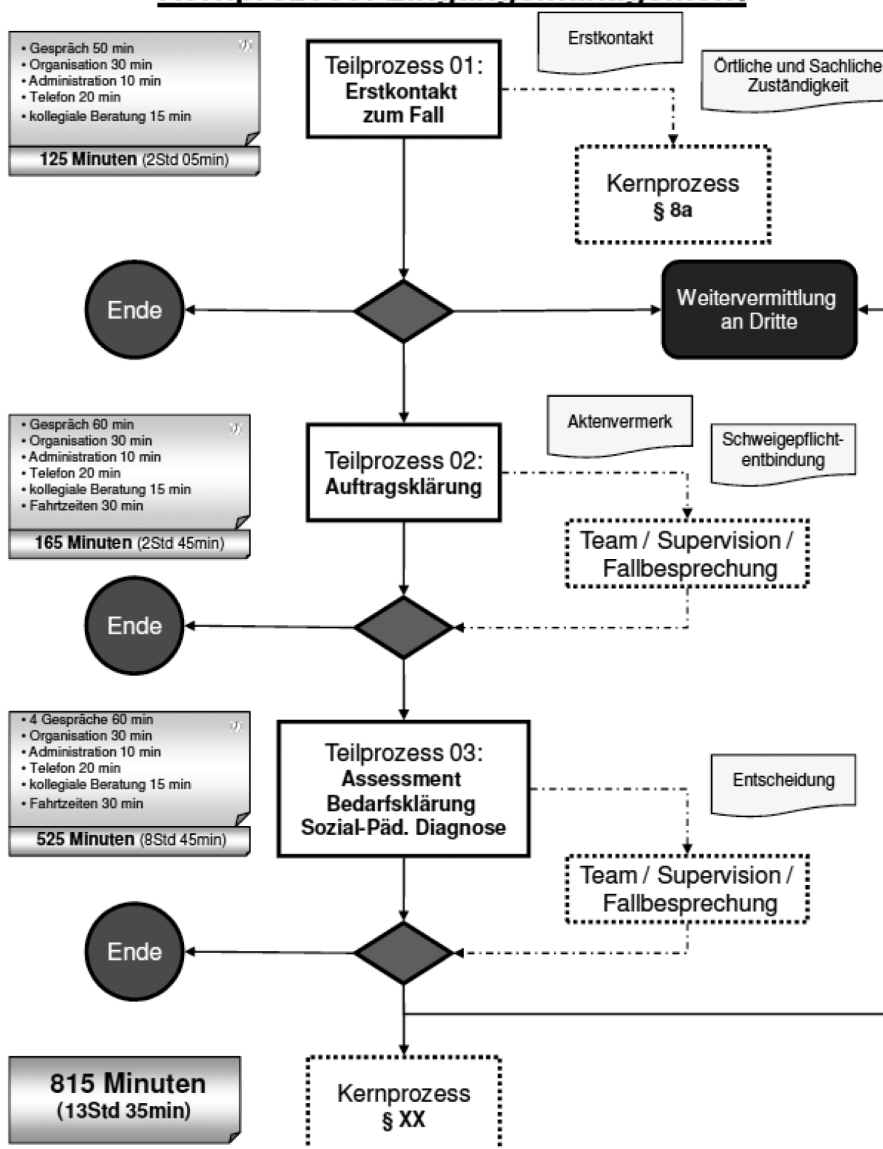 • Gespräch 50 min
• Organisation 30 min
• Administration 10 min
• Telefon 20 min
• kollegiale Beratung 15 min
125 Minuten (2Std 05min)
Teilprozess 01:
Erstkontakt
zum Fall
Erstkontakt
Örtliche und Sachliche
Zuständigkeit
Kernprozess
§ 8a
Ende
Weitervermittlung
an Dritte
• Gespräch 60 min
• Organisation 30 min
• Administration 10 min
• Telefon 20 min
• kollegiale Beratung 15 min
• Fahrtzeiten 30 min
165 Minuten (2Std 45min)
Teilprozess 02:
Auftragsklärung
Aktenvermerk
Schweigepflicht-
entbindung
Team / Supervision /
Fallbesprechung
Ende
• 4 Gespräche 60 min
• Organisation 30 min
• Administration 10 min
• Telefon 20 min
• kollegiale Beratung 15 min
• Fahrtzeiten 30 min
525 Minuten (8Std 45min)
Teilprozess 03:
Assessment
Bedarfsklärung
Sozial-Päd. Diagnose
Entscheidung
Team / Supervision /
Fallbesprechung
Ende
815 Minuten
(13Std 35min)
Kernprozess
§ XX